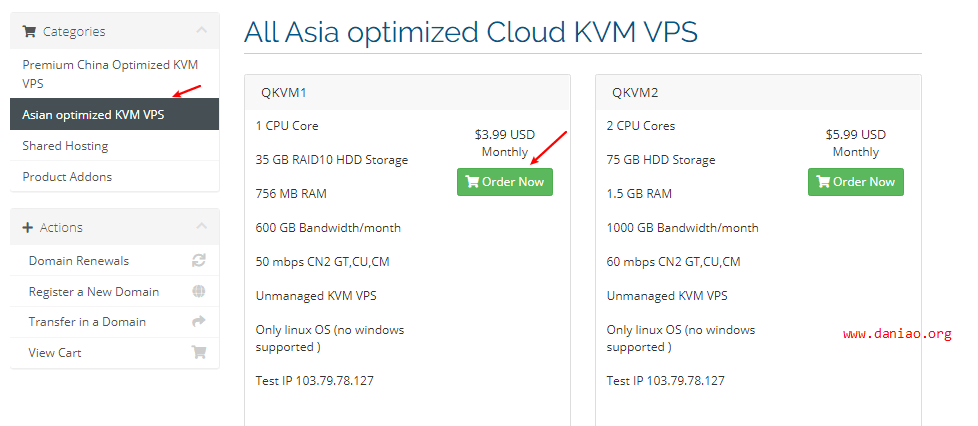 Categories
Premium China Optimized KVM
VPS
Asian optimized KVM VPS
Shared Hosting
Product Addons
Actions
Domain Renewals
Register a New Domain
Transfer in a Domain
View Cart
All Asia optimized Cloud KVM VPS
QKVM1
1 CPU Core
35 GB RAID10 HDD Storage
756 MB RAM
600 GB Bandwidth/month
50 mbps CN2 GT,CU,CM
Unmanaged KVM VPS
Only linux OS (no windows
supported )
Test IP 103.79.78.127
$3.99 USD
Monthly
Order Now
QKVM2
2 CPU Cores
75 GB HDD Storage
1.5 GB RAM
1000 GB Bandwidth/month
60 mbps CN2 GT,CU,CM
Unmanaged KVM VPS
Only linux OS (no windows
supported )
Test IP 103.79.78.127
$5.99 USD
Monthly
Order Now
www.daniao.org